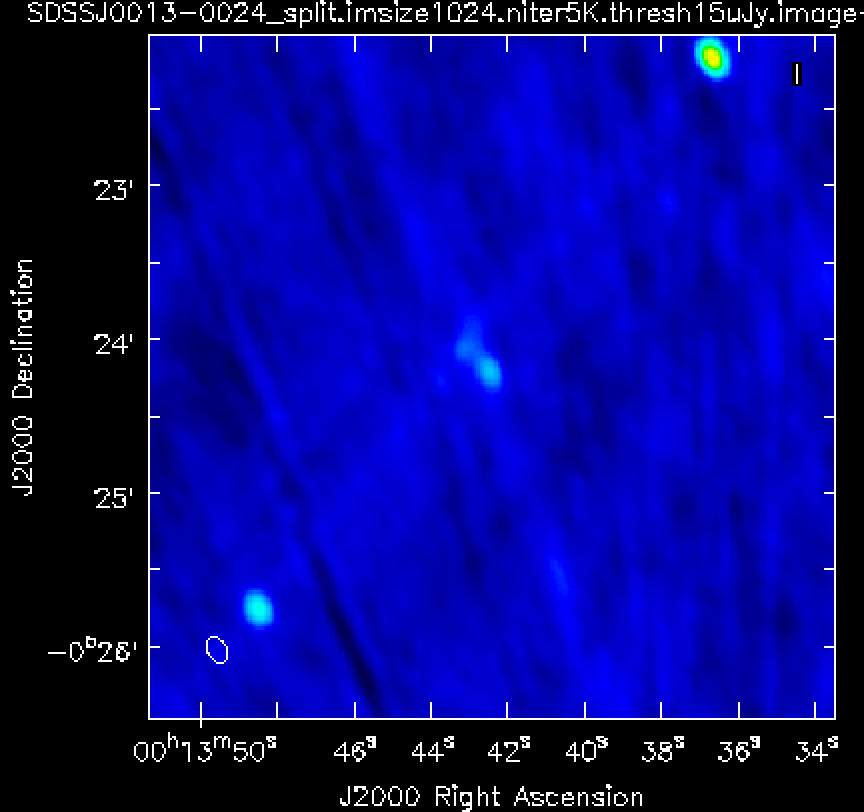 SDSSJ0013-0024_split.imsize1024.niter5K.thresh15uJy.image-
I
23'
24'
25'
-0°26'
J2000 Declination
00ʰ13ᵐ50ˢ 46ˢ 44ˢ 42ˢ 40ˢ 38ˢ 36ˢ 34ˢ
J2000 Right Ascension